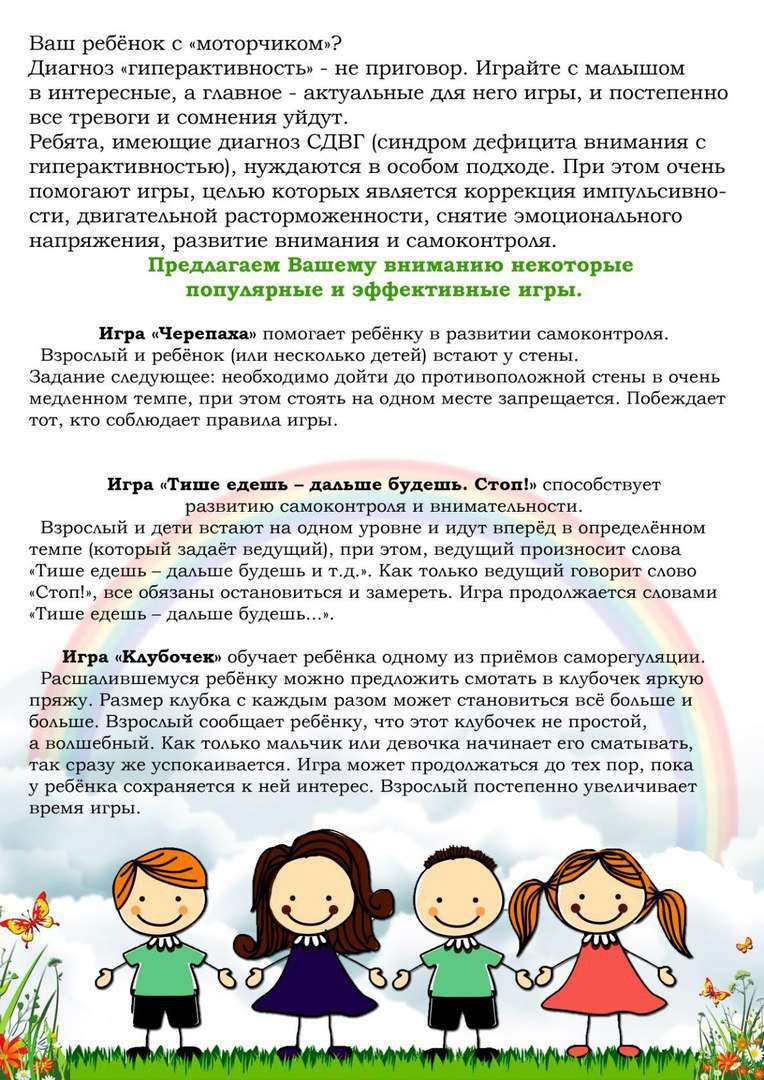 Ваш ребёнок с «моторчиком»?
Диагноз «гиперактивность» - не приговор. Играйте с малышом
в интересные, а главное - актуальные для него игры, и постепенно
все тревоги и сомнения уйдут.
Ребята, имеющие диагноз СДВГ (синдром дефицита внимания с
гиперактивностью), нуждаются в особом подходе. При этом очень
помогают игры, целью которых является коррекция импульсивно-
сти, двигательной расторможенности, снятие эмоционального
напряжения, развитие внимания и самоконтроля.
Предлагаем Вашему вниманию некоторые
популярные и эффективные игры.
Игра «Черепаха» помогает ребёнку в развитии самоконтроля.
Взрослый и ребёнок (или несколько детей) встают у стены.
Задание следующее: необходимо дойти до противоположной стены в очень
медленном темпе, при этом стоять на одном месте запрещается. Побеждает
тот, кто соблюдает правила игры.
Игра «Тише едешь – дальше будешь. Стоп!» способствует
развитию самоконтроля и внимательности.
Взрослый и дети встают на одном уровне и идут вперёд в определённом
темпе (который задаёт ведущий), при этом, ведущий произносит слова
«Тише едешь – дальше будешь и т.д.». Как только ведущий говорит слово
«Стоп!», все обязаны остановиться и замереть. Игра продолжается словами
«Тише едешь – дальше будешь...».
Игра «Клубочек» обучает ребёнка одному из приёмов саморегуляции.
Расшалившемуся ребёнку можно предложить смотать в клубочек яркую
пряжу. Размер клубка с каждым разом может становиться всё больше и
больше. Взрослый сообщает ребёнку, что этот клубочек не простой,
а волшебный. Как только мальчик или девочка начинает его сматывать,
так сразу же успокаивается. Игра может продолжаться до тех пор, пока
у ребёнка сохраняется к ней интерес. Взрослый постепенно увеличивает
время игры.